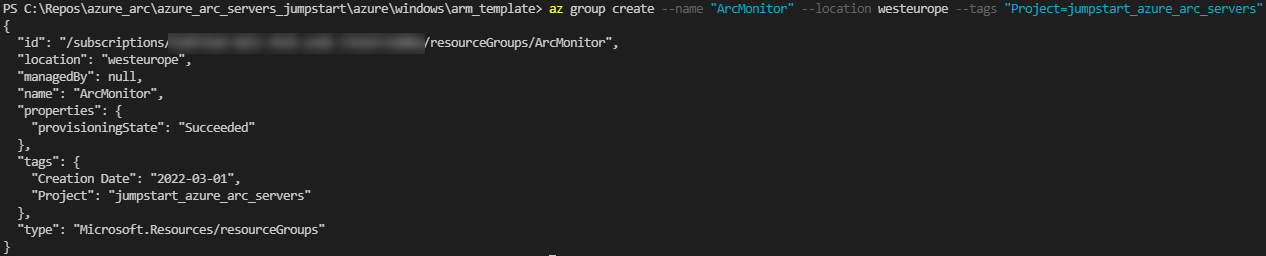 PS C:\Repos\azure_arc\azure_arc_servers_jumpstart\azure\windows\arm_template> az group create --name "ArcMonitor" --location westeurope --tags "Project=jumpstart_azure_arc_servers"
{
  "id": "/subscriptions/ /resourceGroups/ArcMonitor",
  "location": "westeurope",
  "managedBy": null,
  "name": "ArcMonitor",
  "properties": {
    "provisioningState": "Succeeded"
  },
  "tags": {
    "Creation Date": "2022-03-01",
    "Project": "jumpstart_azure_arc_servers"
  },
  "type": "Microsoft.Resources/resourceGroups"
}